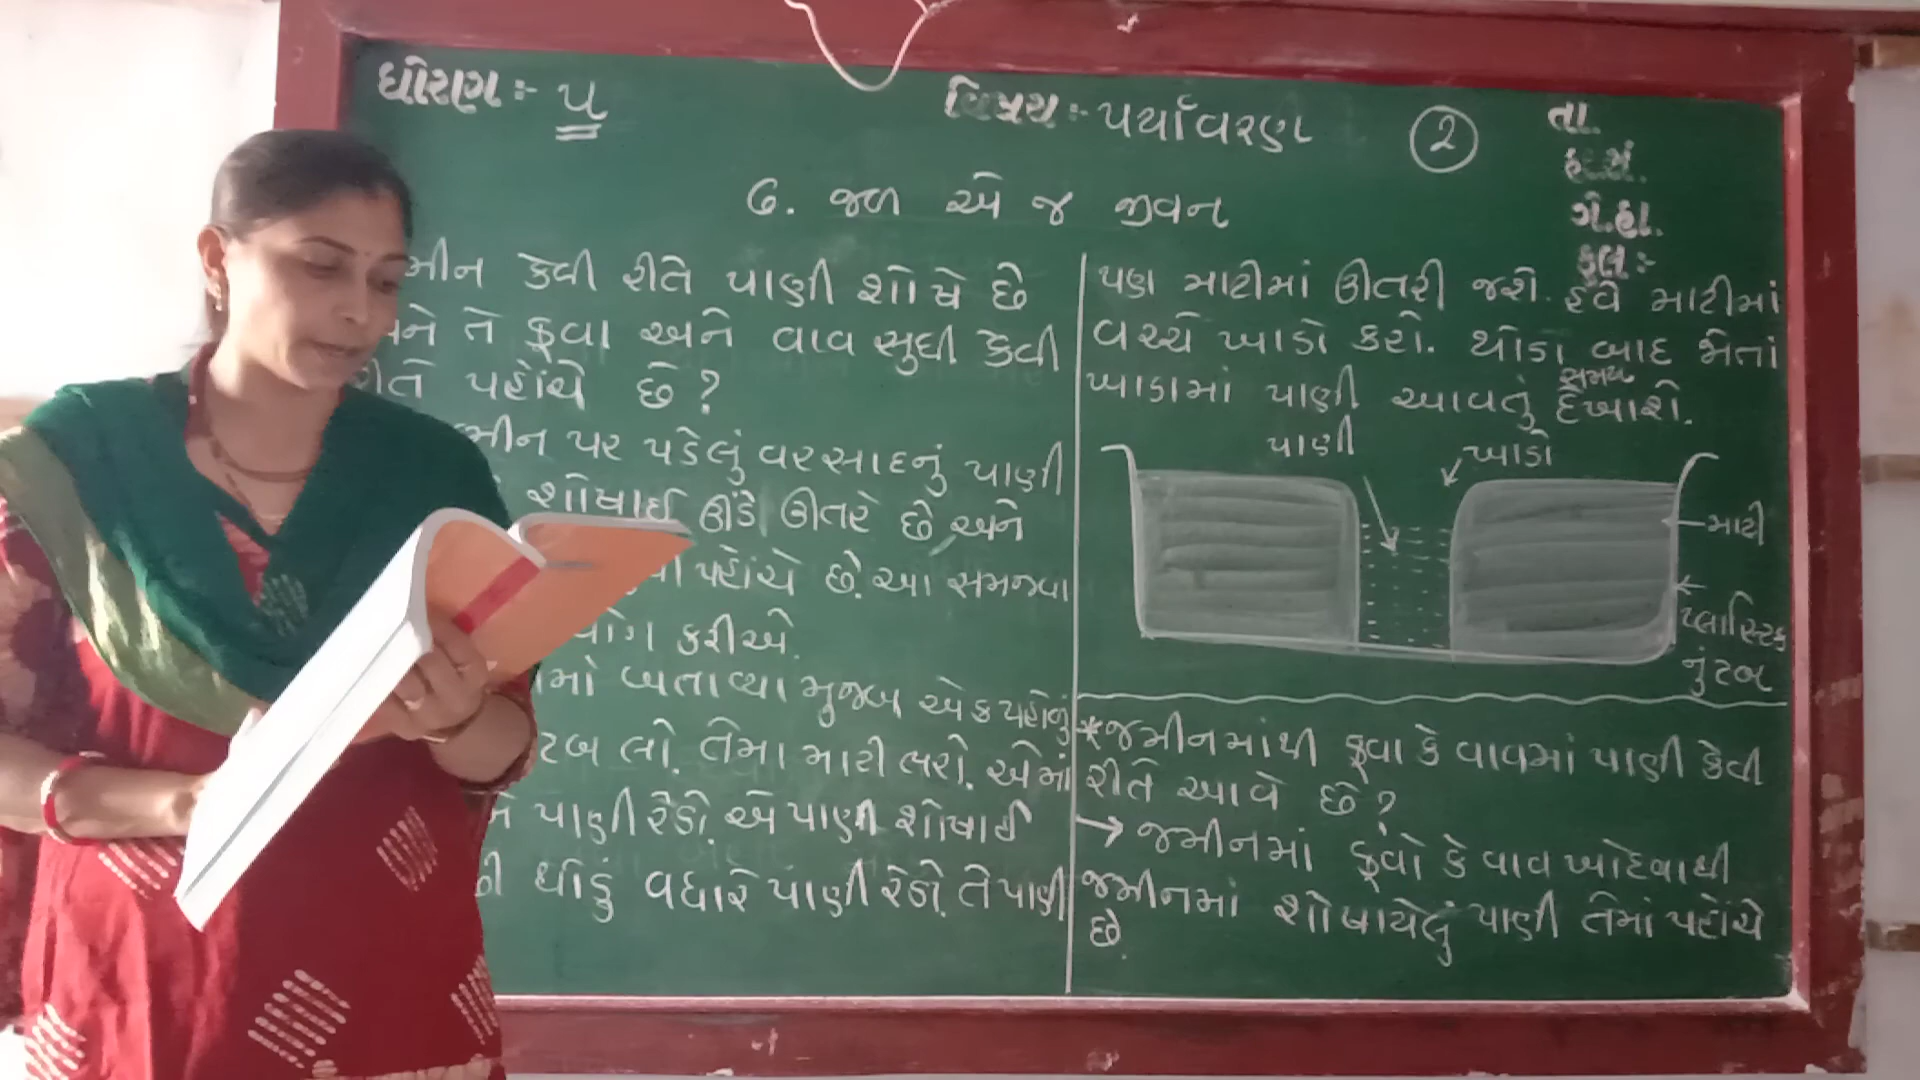 ધોરણ :- ૫
વિષય :- પર્યાવરણ
૨
તા.
ગે.હા.
કુલ :-
૬. જળ એ જ જીવન
મીન કેવી રીતે પાણી શોષે છે
ને તે કૂવા અને વાવ સુધી કેવી
તે પહોંચે છે?
મીન પર પડેલું વરસાદનું પાણી
શોષાઈ ઊંડે ઊતરે છે અને
પહોંચે છે. આ સમજવા
યોગ કરીએ.
માં બતાવ્યા મુજબ એક પહોળું
ટબ લો. તેમા માટી ભરો. એમાં
પાણી રેડો. એ પાણી શોષાઈ
થોડું વધારે પાણી રેડો. તે પાણી
પણ માટીમાં ઊતરી જશે. હવે માટીમાં
વચ્ચે ખાડો કરો. થોડા બાદ જોતાં
સમય
ખાડામાં પાણી આવતું દેખાશે.
પાણી
ખાડો
માટી
પ્લાસ્ટિક
નું ટબ
*જમીનમાંથી કૂવા કે વાવમાં પાણી કેવી
રીતે આવે છે?
→ જમીનમાં કૂવો કે વાવ ખોદવાથી
જમીનમાં શોષાયેલું પાણી તેમાં પહોંચે
છે.